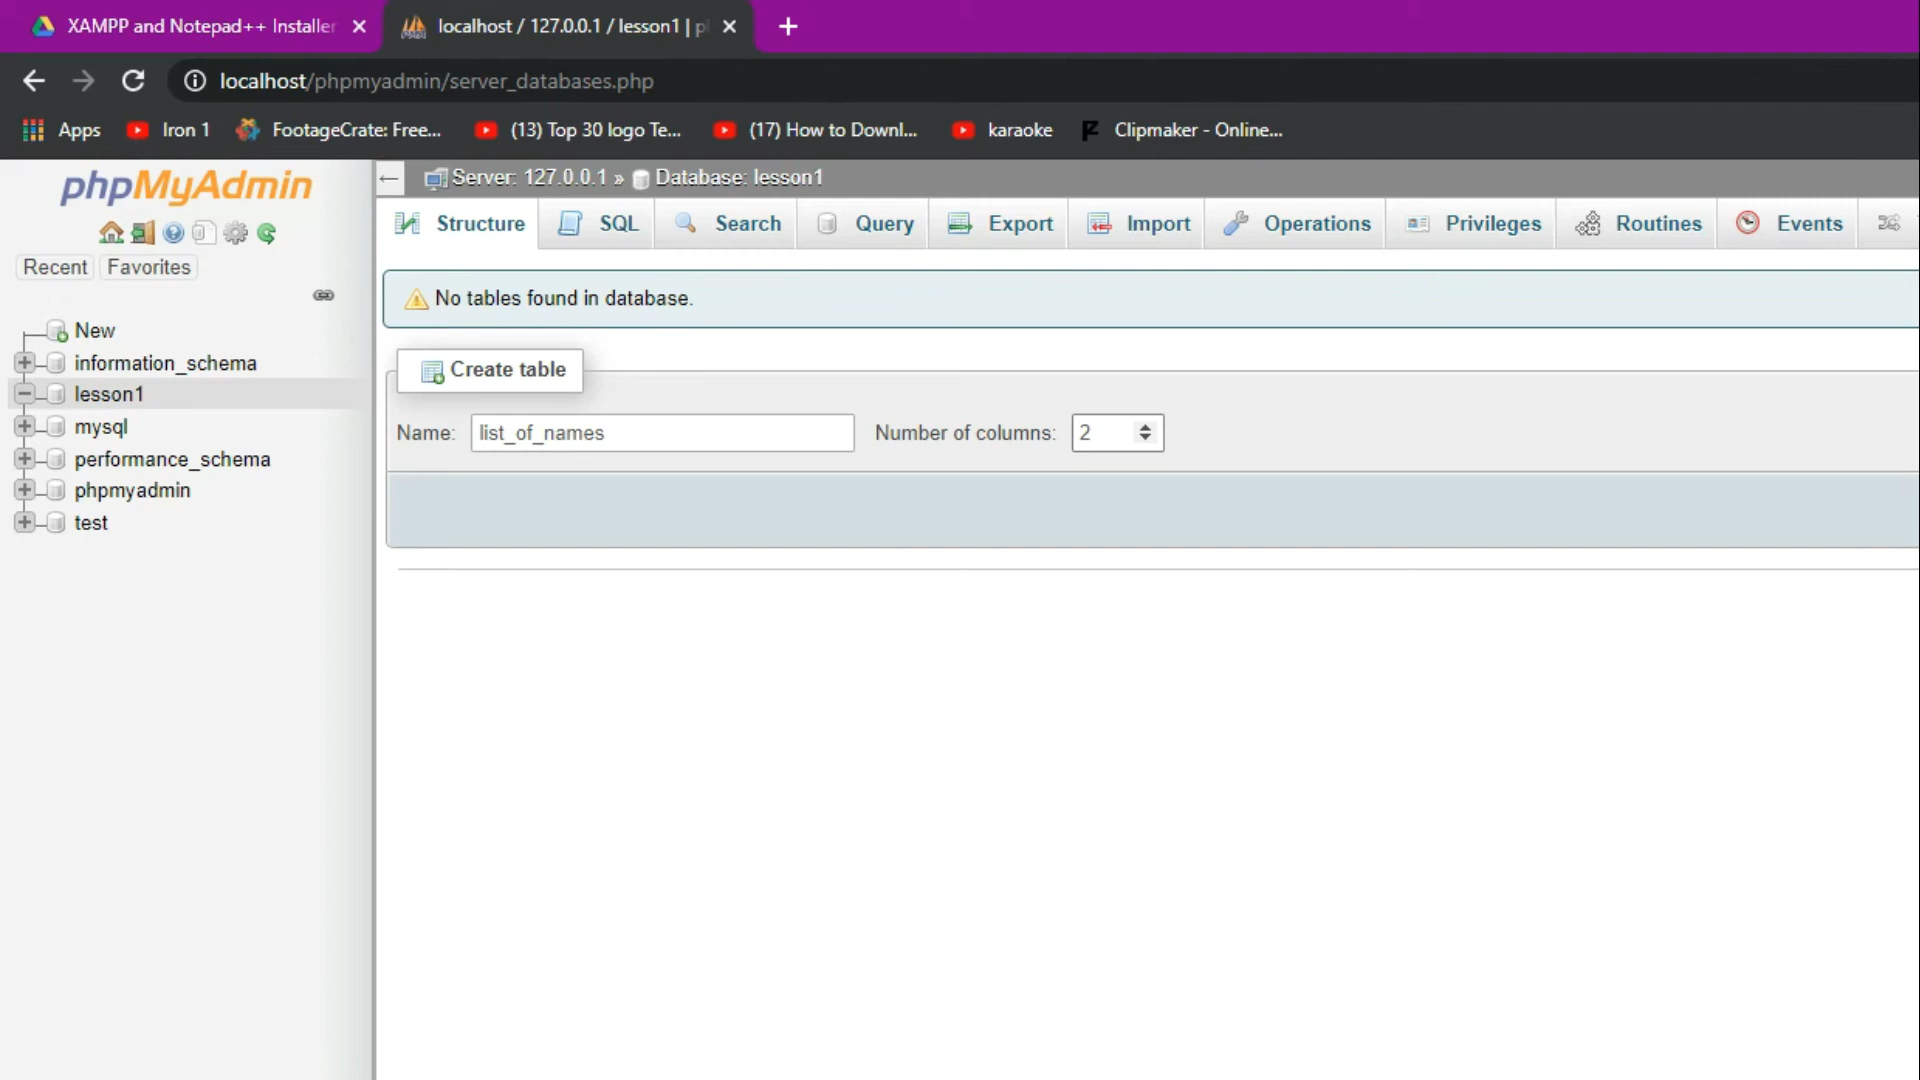 XAMPP and Notepad++ Installer
localhost / 127.0.0.1 / lesson1 | p
localhost/phpmyadmin/server_databases.php
Apps Iron 1 FootageCrate: Free... (13) Top 30 logo Te... (17) How to Downl... karaoke Clipmaker - Online...
phpMyAdmin
Server: 127.0.0.1 » Database: lesson1
Structure SQL Search Query Export Import Operations Privileges Routines Events
Recent Favorites
No tables found in database.
New
information_schema
lesson1
mysql
performance_schema
phpmyadmin
test
Create table
Name: list_of_names Number of columns: 2